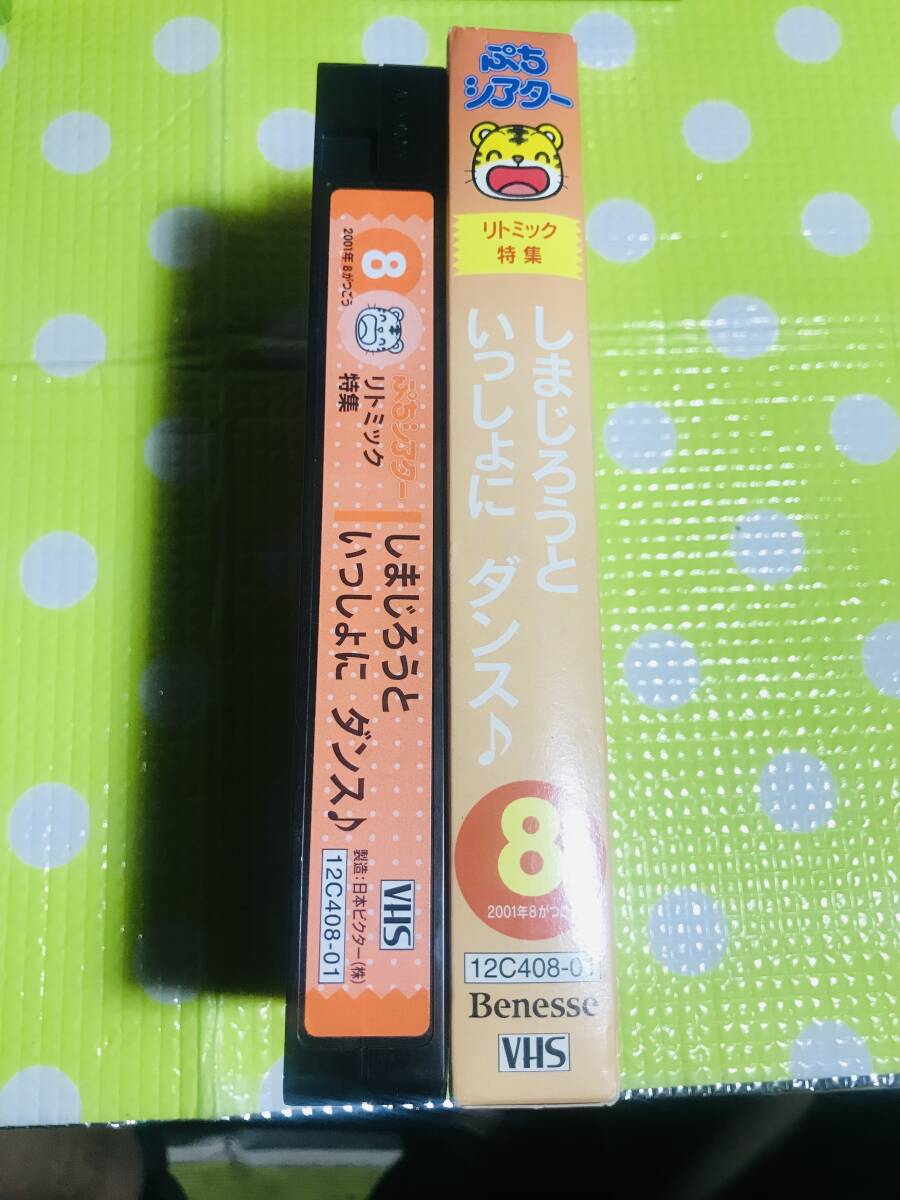 8
2001年8がつごう
ぷちシアター
リトミック
特集
しまじろうと
いっしょに ダンス♪
VHS
製造：日本ビクター(株)
12C408-01
ぷち
シアター
リトミック
特集
しまじろうと
いっしょに ダンス♪
8
2001年8がつご
12C408-01
Benesse
VHS